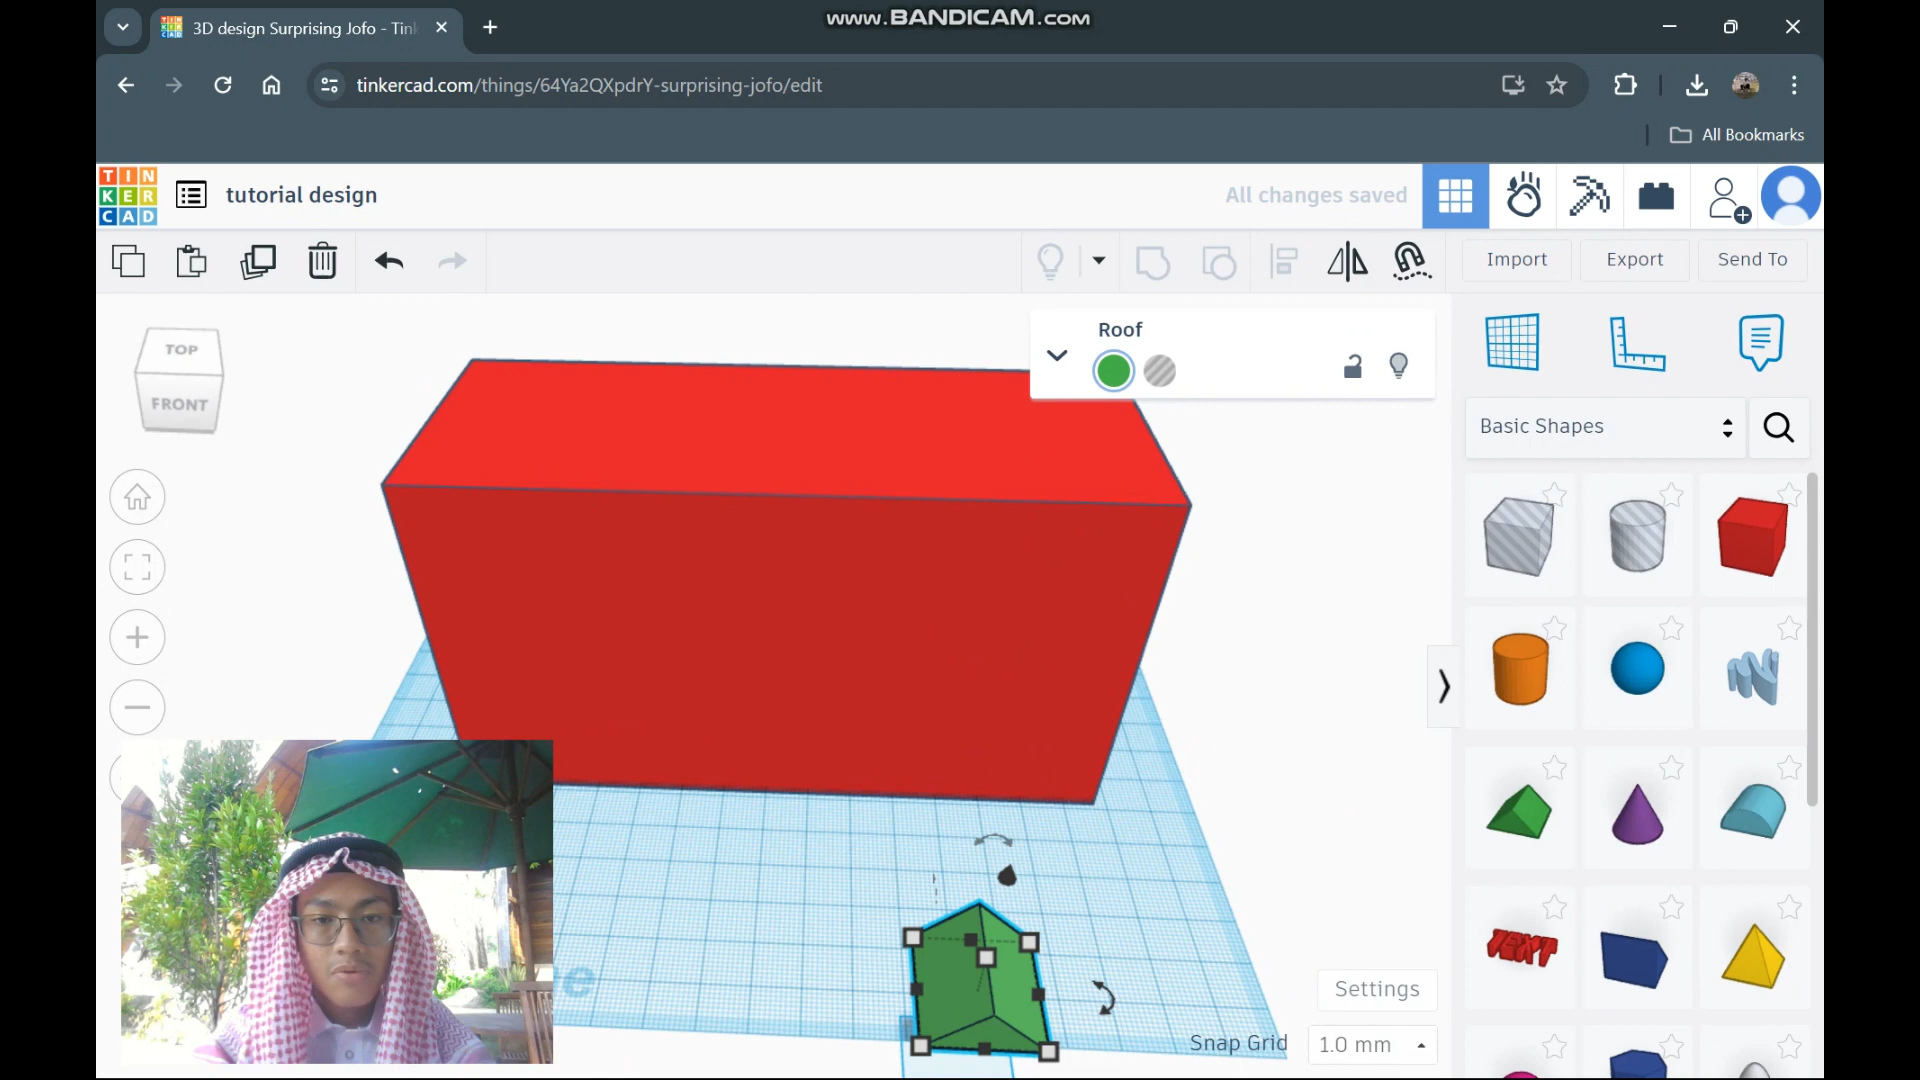 www.BANDICAM.com
3D design Surprising Jofo - Tin
tinkercad.com/things/64Ya2QXpdrY-surprising-jofo/edit
All Bookmarks
TIN
KER
CAD
tutorial design
All changes saved
Import
Export
Send To
TOP
FRONT
Roof
Basic Shapes
TEXT
Settings
Snap Grid
1.0 mm